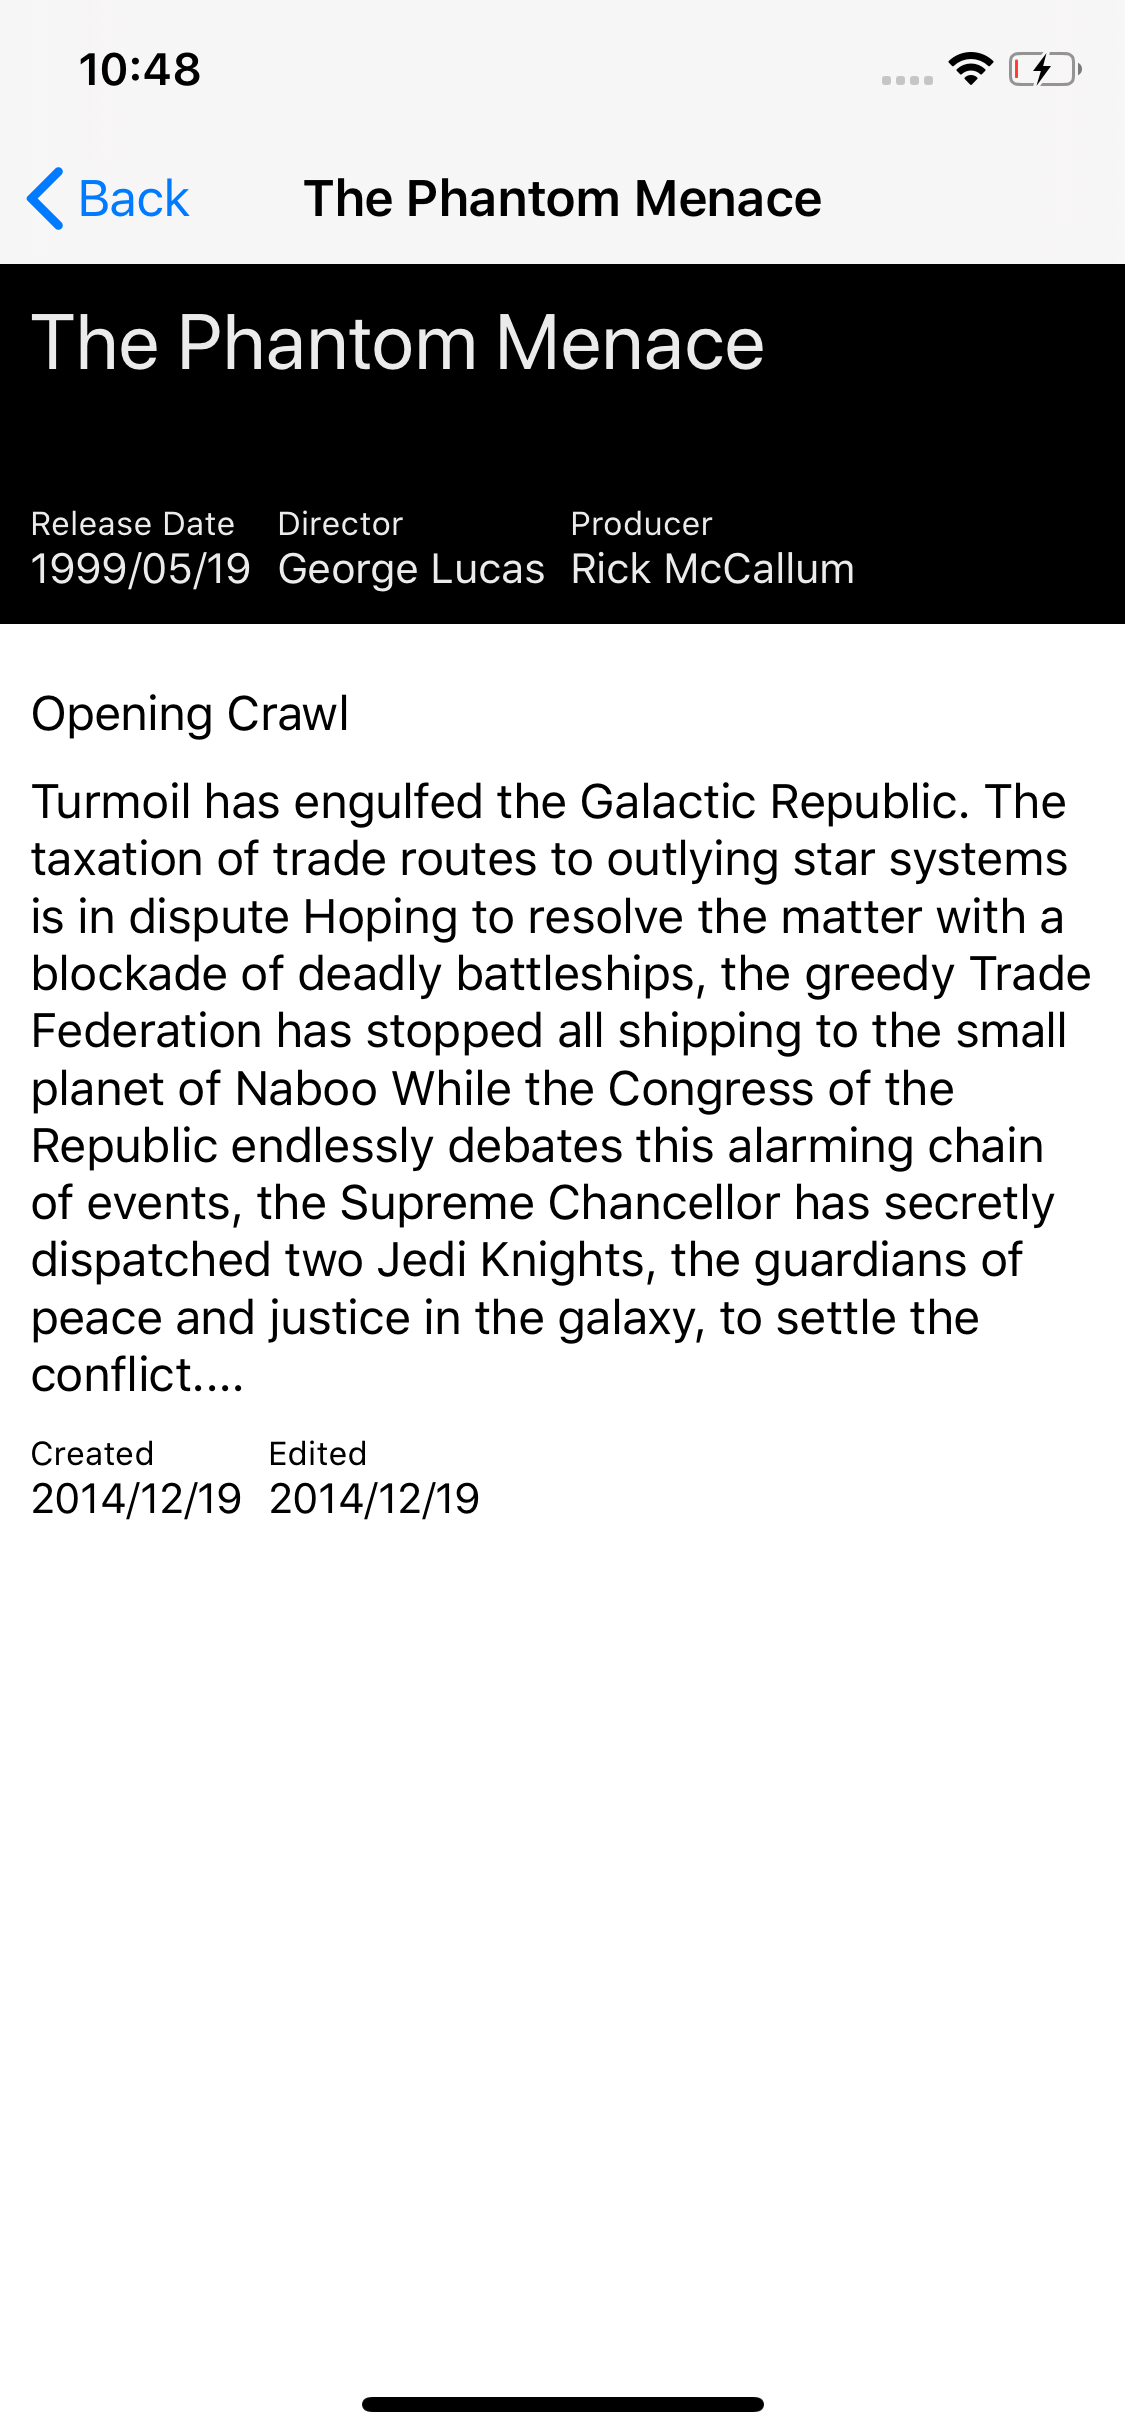 10:48
Back
The Phantom Menace
The Phantom Menace
Release Date Director Producer
1999/05/19 George Lucas Rick McCallum
Opening Crawl
Turmoil has engulfed the Galactic Republic. The
taxation of trade routes to outlying star systems
is in dispute Hoping to resolve the matter with a
blockade of deadly battleships, the greedy Trade
Federation has stopped all shipping to the small
planet of Naboo While the Congress of the
Republic endlessly debates this alarming chain
of events, the Supreme Chancellor has secretly
dispatched two Jedi Knights, the guardians of
peace and justice in the galaxy, to settle the
conflict....
Created Edited
2014/12/19 2014/12/19